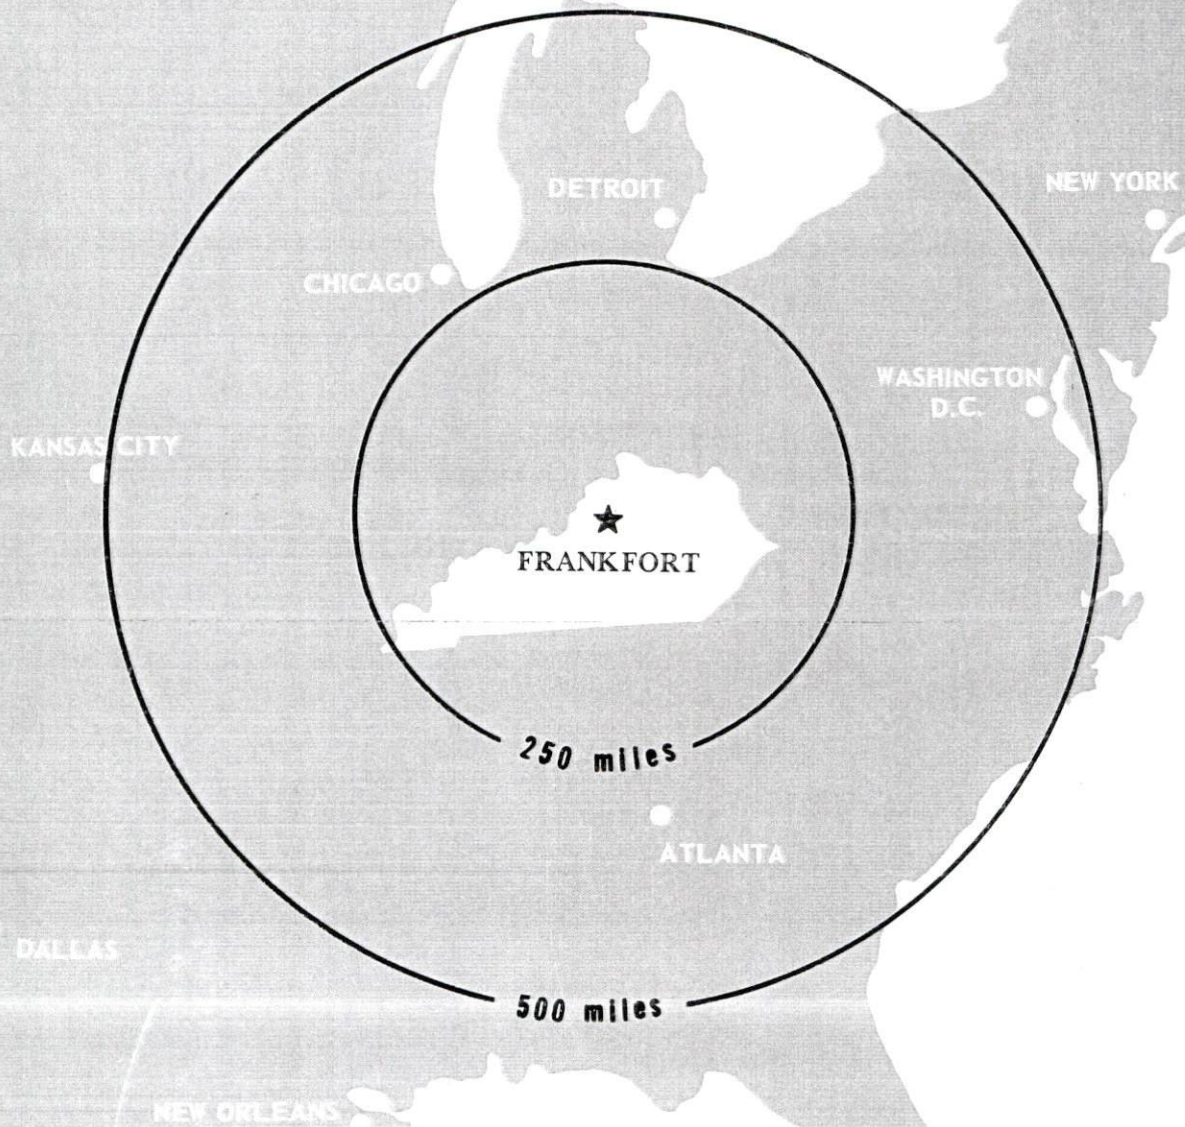 DETROIT
NEW YORK
CHICAGO
WASHINGTON
D.C.
KANSAS CITY
FRANKFORT
250 miles
ATLANTA
DALLAS
500 miles
NEW ORLEANS